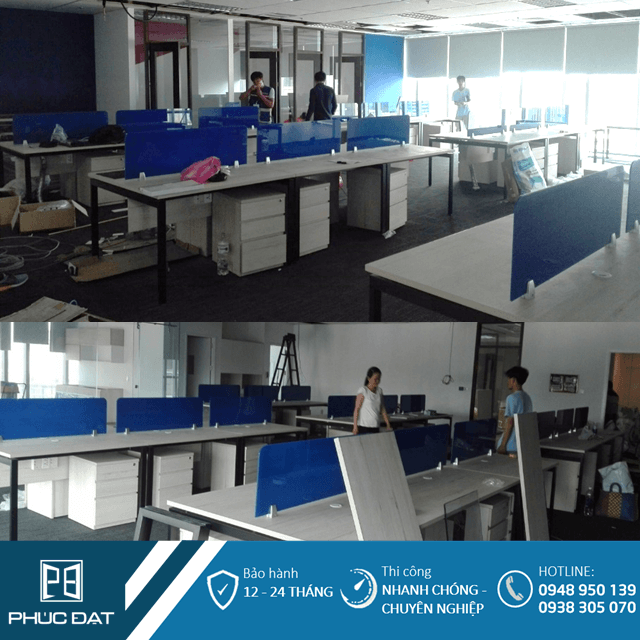 PHÚC ĐẠT
Bảo hành
12 - 24 THÁNG
Thi công
NHANH CHÓNG -
CHUYÊN NGHIỆP
HOTLINE:
0948 950 139
0938 305 070